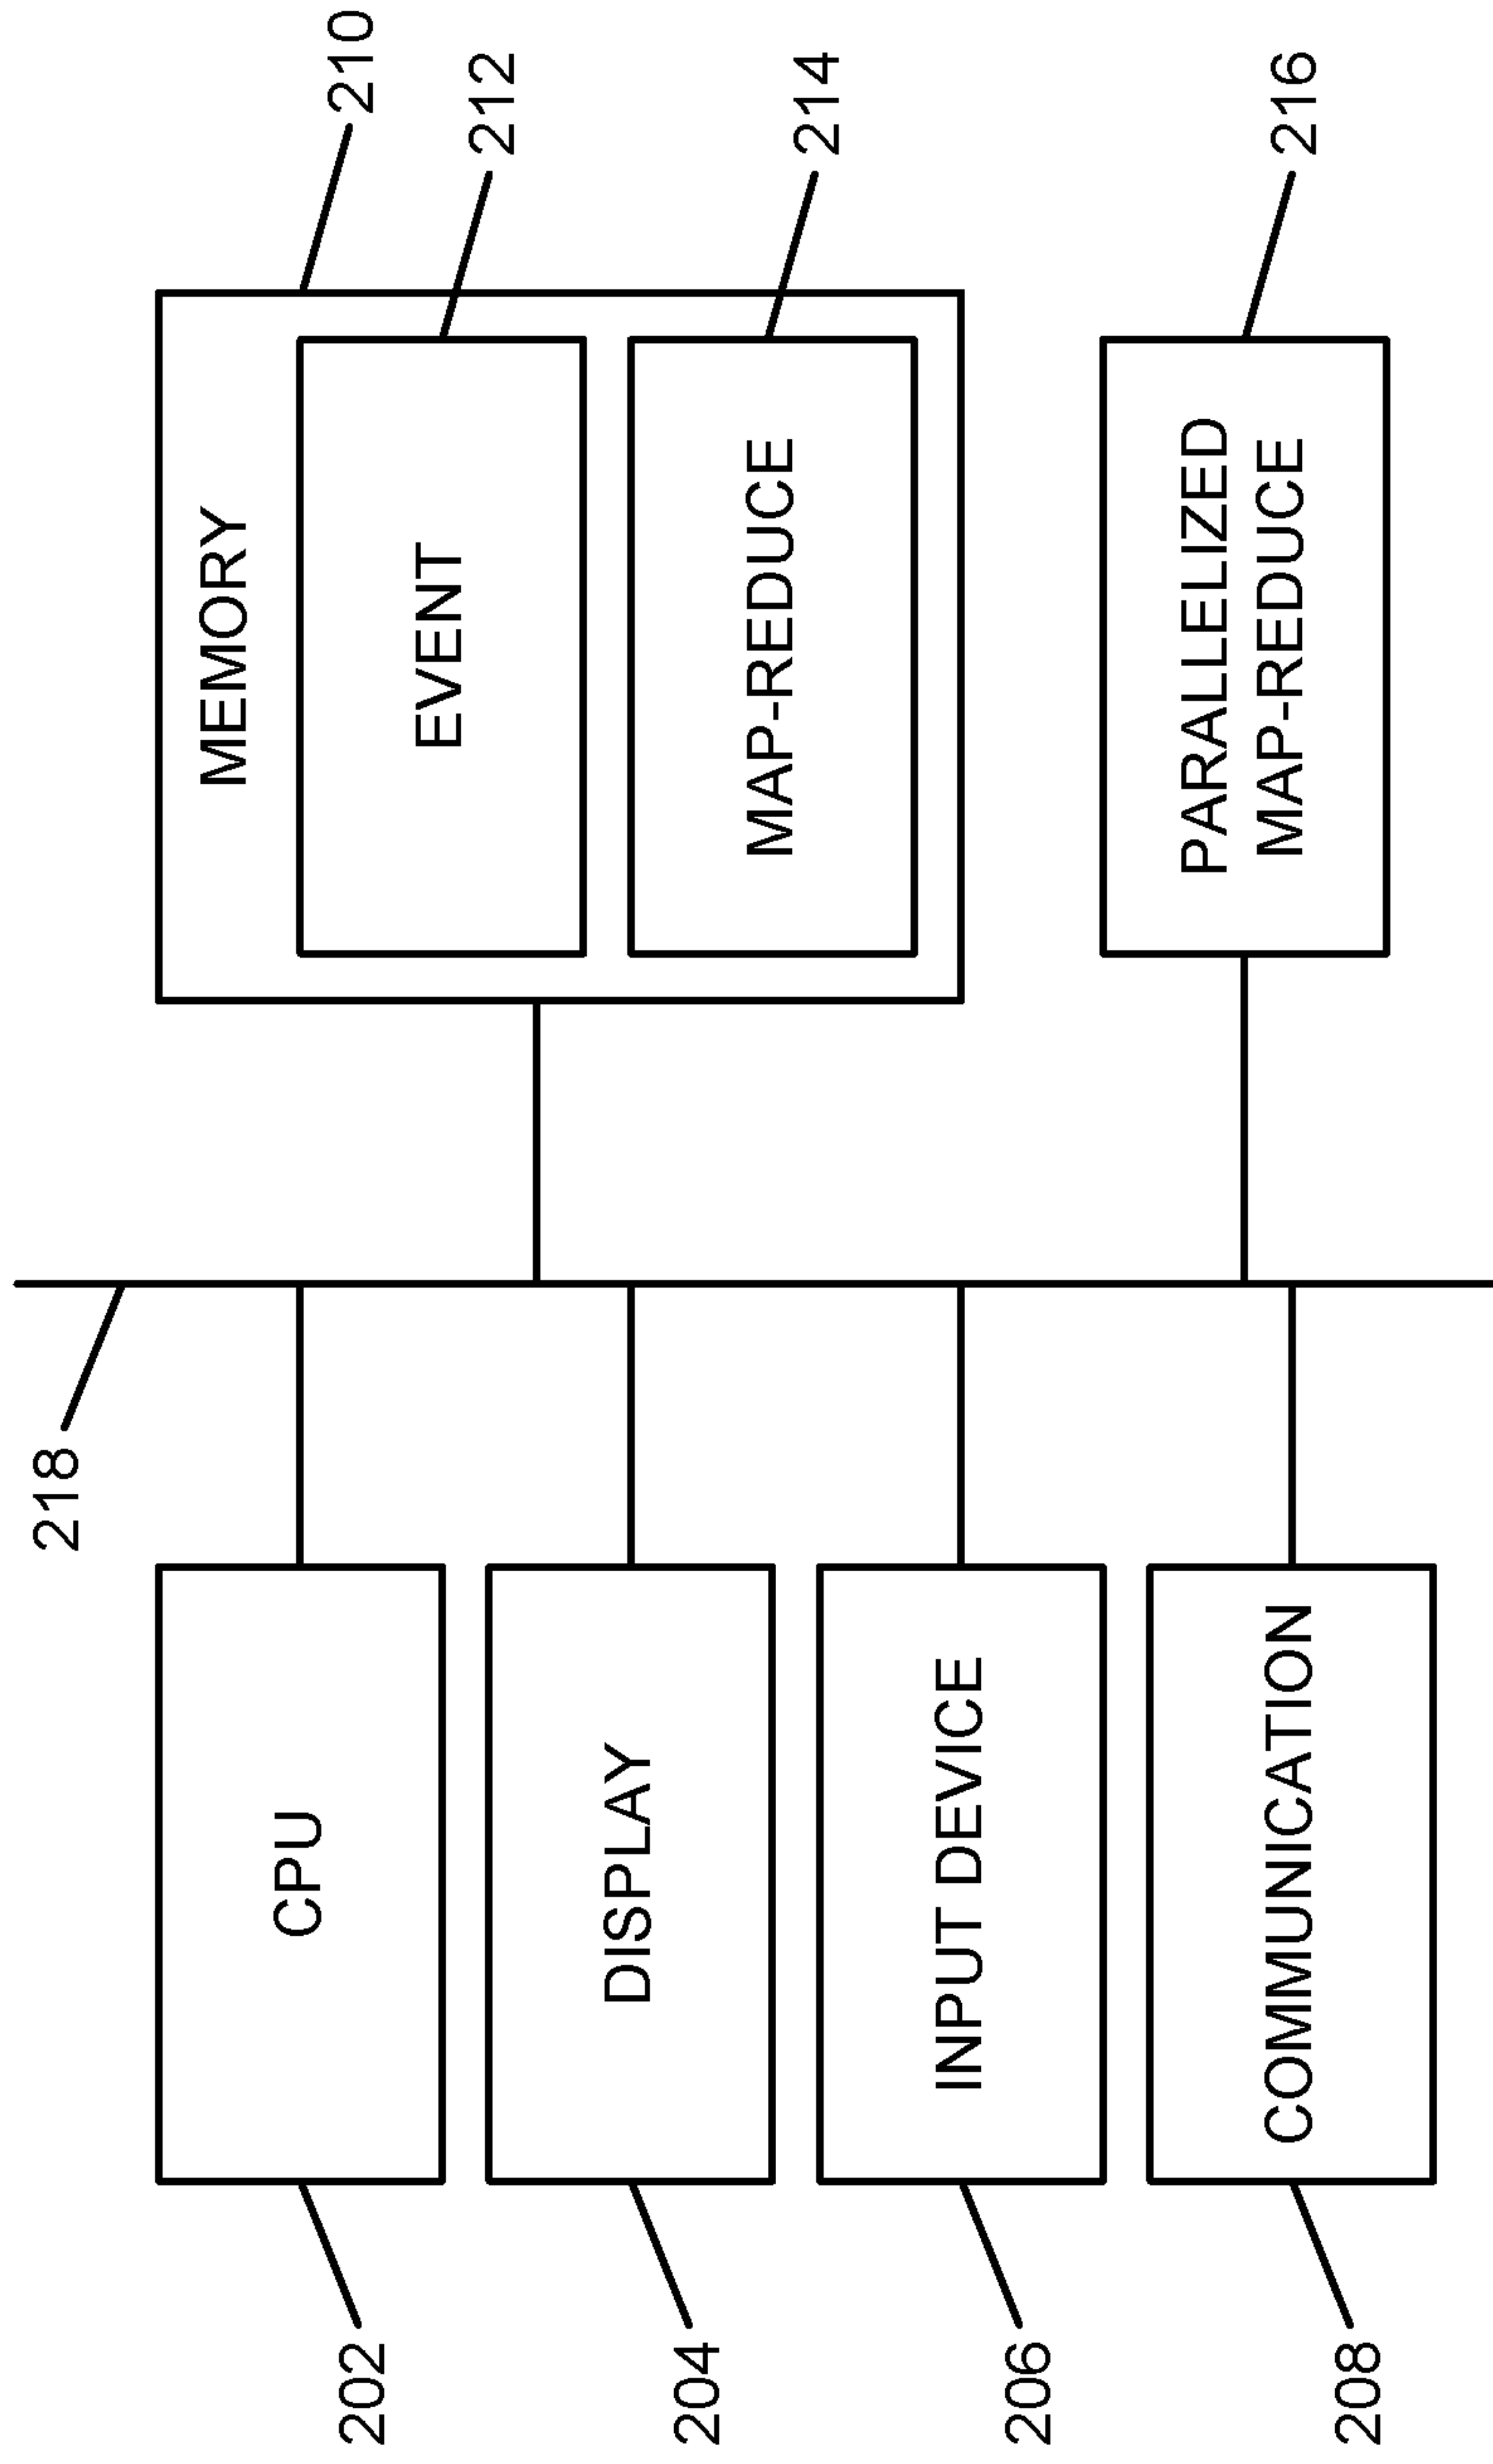 218
210
202
CPU
MEMORY
212
EVENT
204
DISPLAY
214
MAP-REDUCE
206
INPUT DEVICE
216
PARALLELIZED
MAP-REDUCE
208
COMMUNICATION